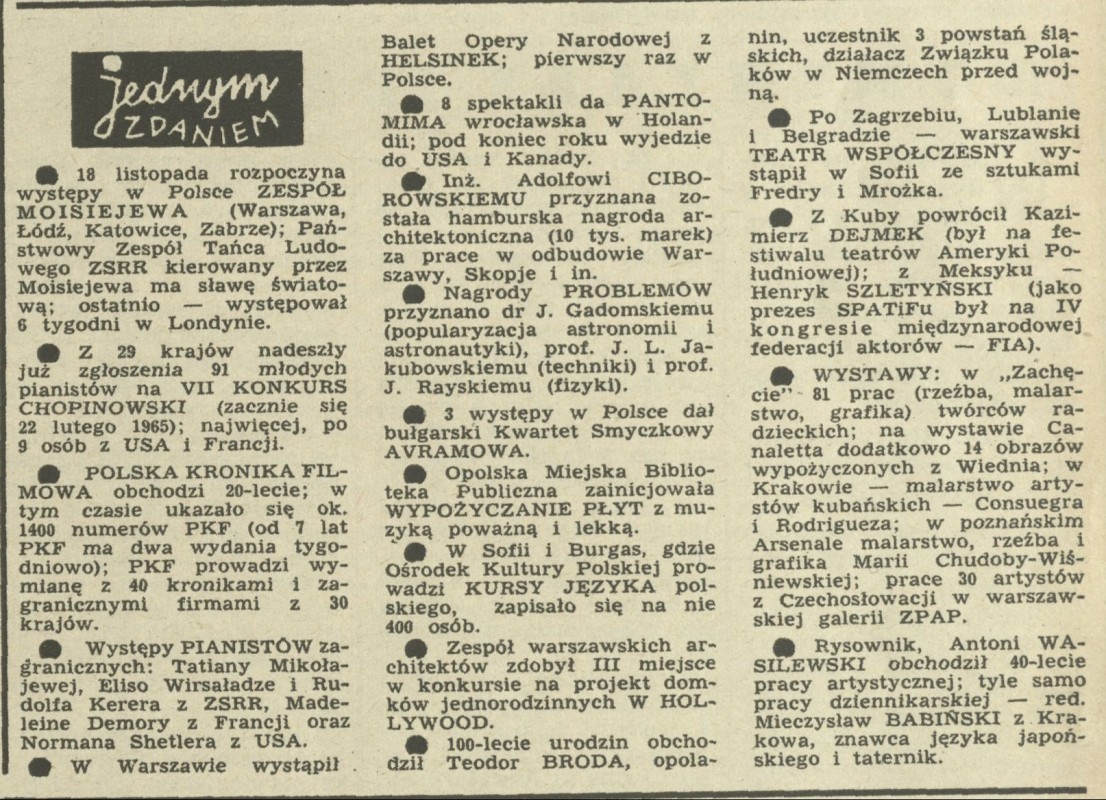 jednym
ZDANIEM
● 18 listopada rozpoczyna
występy w Polsce ZESPÓŁ
MOISIEJEWA (Warszawa,
Łódź, Katowice, Zabrze); Pań-
stwowy Zespół Tańca Ludo-
wego ZSRR kierowany przez
Moisiejewa ma sławę świato-
wą; ostatnio — występował
6 tygodni w Londynie.
● Z 29 krajów nadeszły
już zgłoszenia 91 młodych
pianistów na VII KONKURS
CHOPINOWSKI (zacznie się
22 lutego 1965); najwięcej, po
9 osób z USA i Francji.
● POLSKA KRONIKA FIL-
MOWA obchodzi 20-lecie; w
tym czasie ukazało się ok.
1400 numerów PKF (od 7 lat
PKF ma dwa wydania tygo-
dniowo); PKF prowadzi wy-
mianę z 40 kronikami i za-
granicznymi firmami z 30
krajów.
● Występy PIANISTÓW za-
granicznych: Tatiany Mikoła-
jewej, Eliso Wirsaładze i Ru-
dolfa Kerera z ZSRR, Made-
leine Demory z Francji oraz
Normana Shetlera z USA.
● W Warszawie wystąpił
Balet Opery Narodowej z
HELSINEK; pierwszy raz w
Polsce.
● 8 spektakli da PANTO-
MIMA wrocławska w Holan-
dii; pod koniec roku wyjedzie
do USA i Kanady.
● Inż. Adolfowi CIBO-
ROWSKIEMU przyznana zo-
stała hamburska nagroda ar-
chitektoniczna (10 tys. marek)
za prace w odbudowie War-
szawy, Skopje i in.
● Nagrody PROBLEMÓW
przyznano dr J. Gadomskiemu
(popularyzacja astronomii i
astronautyki), prof. J. L. Ja-
kubowskiemu (techniki) i prof.
J. Rayskiemu (fizyki).
● 3 występy w Polsce dał
bułgarski Kwartet Smyczkowy
AVRAMOWA.
● Opolska Miejska Biblio-
teka Publiczna zainicjowała
WYPOŻYCZANIE PŁYT z mu-
zyką poważną i lekką.
● W Sofii i Burgas, gdzie
Ośrodek Kultury Polskiej pro-
wadzi KURSY JĘZYKA pol-
skiego, zapisało się na nie
400 osób.
● Zespół warszawskich ar-
chitektów zdobył III miejsce
w konkursie na projekt dom-
ków jednorodzinnych W HOL-
LYWOOD.
● 100-lecie urodzin obcho-
dził Teodor BRODA, opola-
nin, uczestnik 3 powstań ślą-
skich, działacz Związku Pola-
ków w Niemczech przed woj-
ną.
● Po Zagrzebiu, Lublanie
i Belgradzie — warszawski
TEATR WSPÓŁCZESNY wy-
stąpił w Sofii ze sztukami
Fredry i Mrożka.
● Z Kuby powrócił Kazi-
mierz DEJMEK (był na fe-
stiwalu teatrów Ameryki Po-
łudniowej); z Meksyku —
Henryk SZLETYŃSKI (jako
prezes SPATiFu był na IV
kongresie międzynarodowej
federacji aktorów — FIA).
● WYSTAWY: w „Zachę-
cie" 81 prac (rzeźba, malar-
stwo, grafika) twórców ra-
dzieckich; na wystawie Ca-
naletta dodatkowo 14 obrazów
wypożyczonych z Wiednia; w
Krakowie — malarstwo arty-
stów kubańskich — Consuegra
i Rodrigueza; w poznańskim
Arsenale malarstwo, rzeźba i
grafika Marii Chudoby-Wiś-
niewskiej; prace 30 artystów
z Czechosłowacji w warszaw-
skiej galerii ZPAP.
● Rysownik, Antoni WA-
SILEWSKI obchodził 40-lecie
pracy artystycznej; tyle samo
pracy dziennikarskiej — red.
Mieczysław BABIŃSKI z Kra-
kowa, znawca języka japoń-
skiego i taternik.